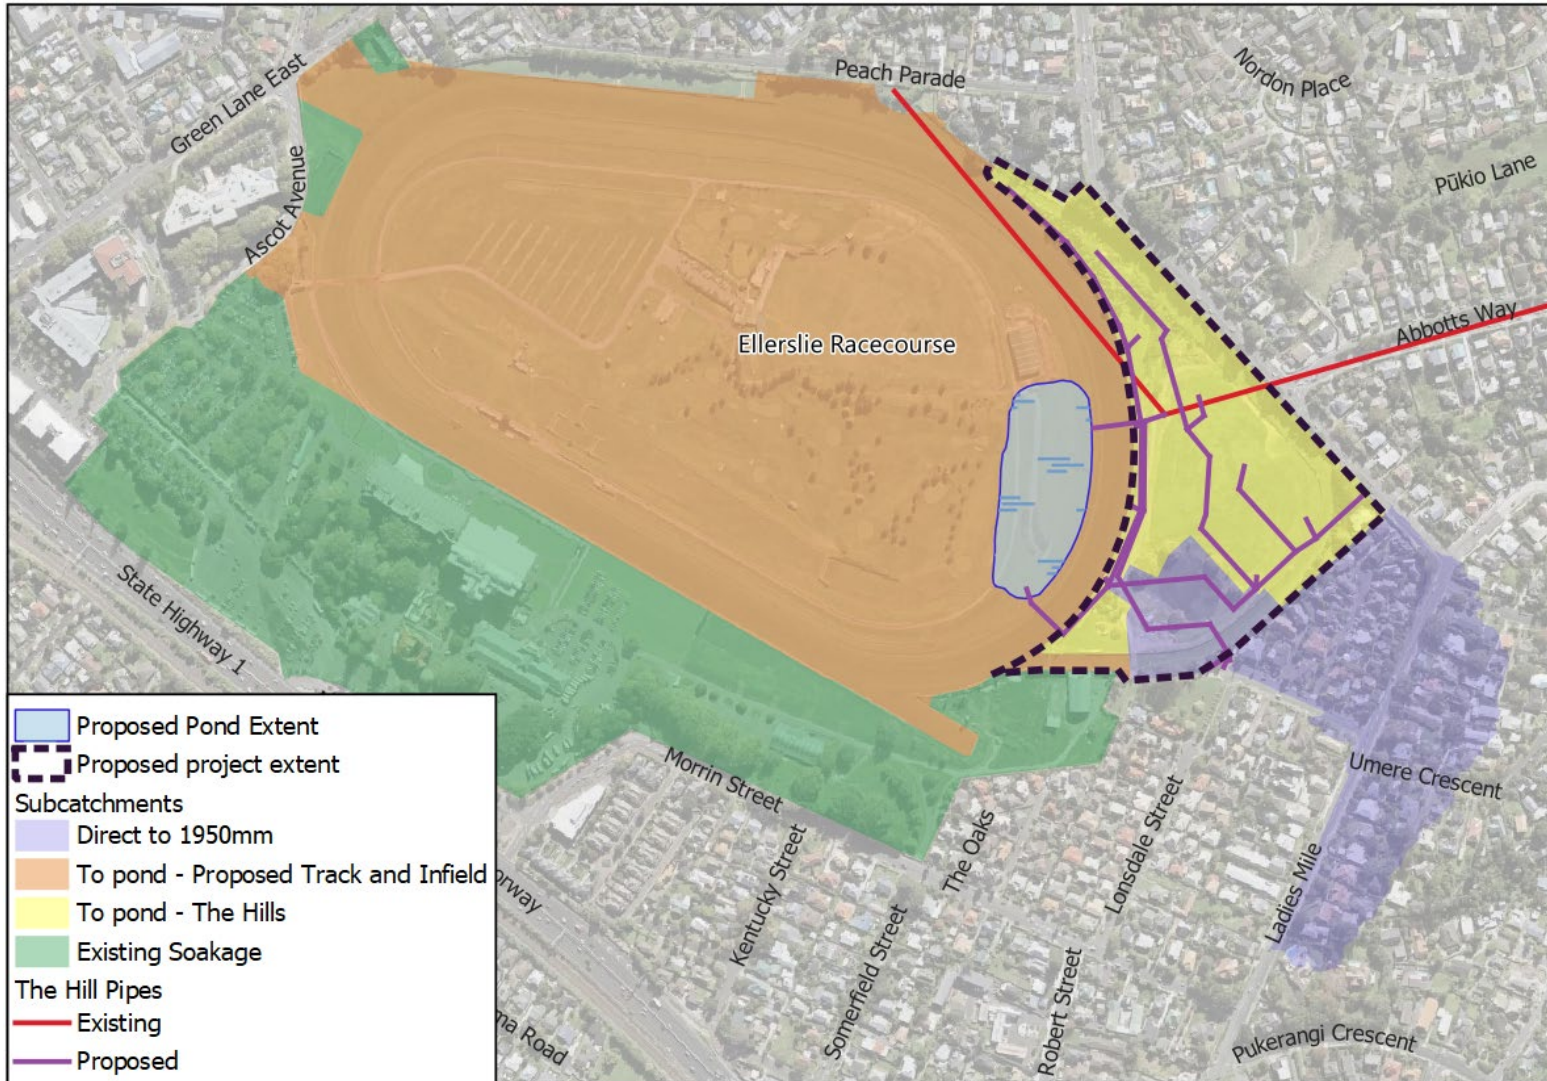 Peach Parade
Nordon Place
Green Lane East
Pūkio Lane
Ascot Avenue
Abbotts Way
Ellerslie Racecourse
State Highway 1
Morrin Street
Umere Crescent
The Oaks
Lonsdale Street
Kentucky Street
Somerfield Street
Ladies Mile
Robert Street
Pukerangi Crescent
orway
ma Road
Proposed Pond Extent
Proposed project extent
Subcatchments
Direct to 1950mm
To pond - Proposed Track and Infield
To pond - The Hills
Existing Soakage
The Hill Pipes
Existing
Proposed